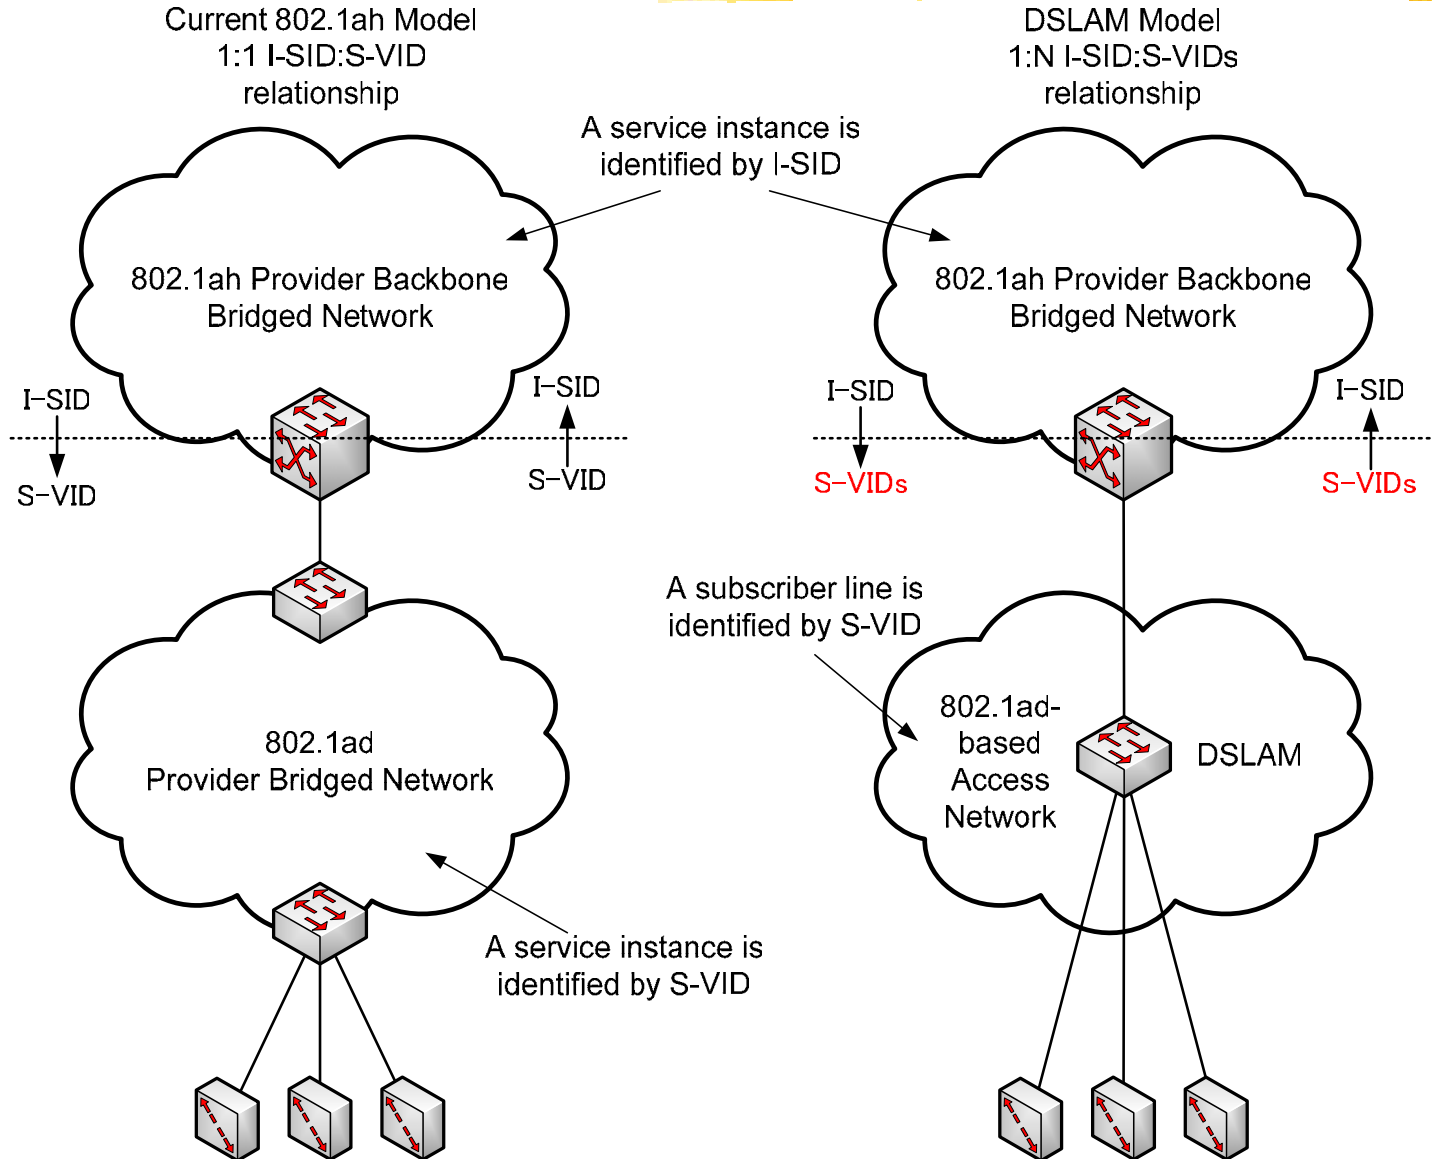 Current 802.1ah Model
1:1 I-SID:S-VID
relationship
DSLAM Model
1:N I-SID:S-VIDs
relationship
A service instance is
identified by I-SID
802.1ah Provider Backbone
Bridged Network
802.1ah Provider Backbone
Bridged Network
I-SID
S-VID
I-SID
S-VID
I-SID
S-VIDs
I-SID
S-VIDs
A subscriber line is
identified by S-VID
802.1ad
Provider Bridged Network
802.1ad-
based
Access
Network
DSLAM
A service instance is
identified by S-VID